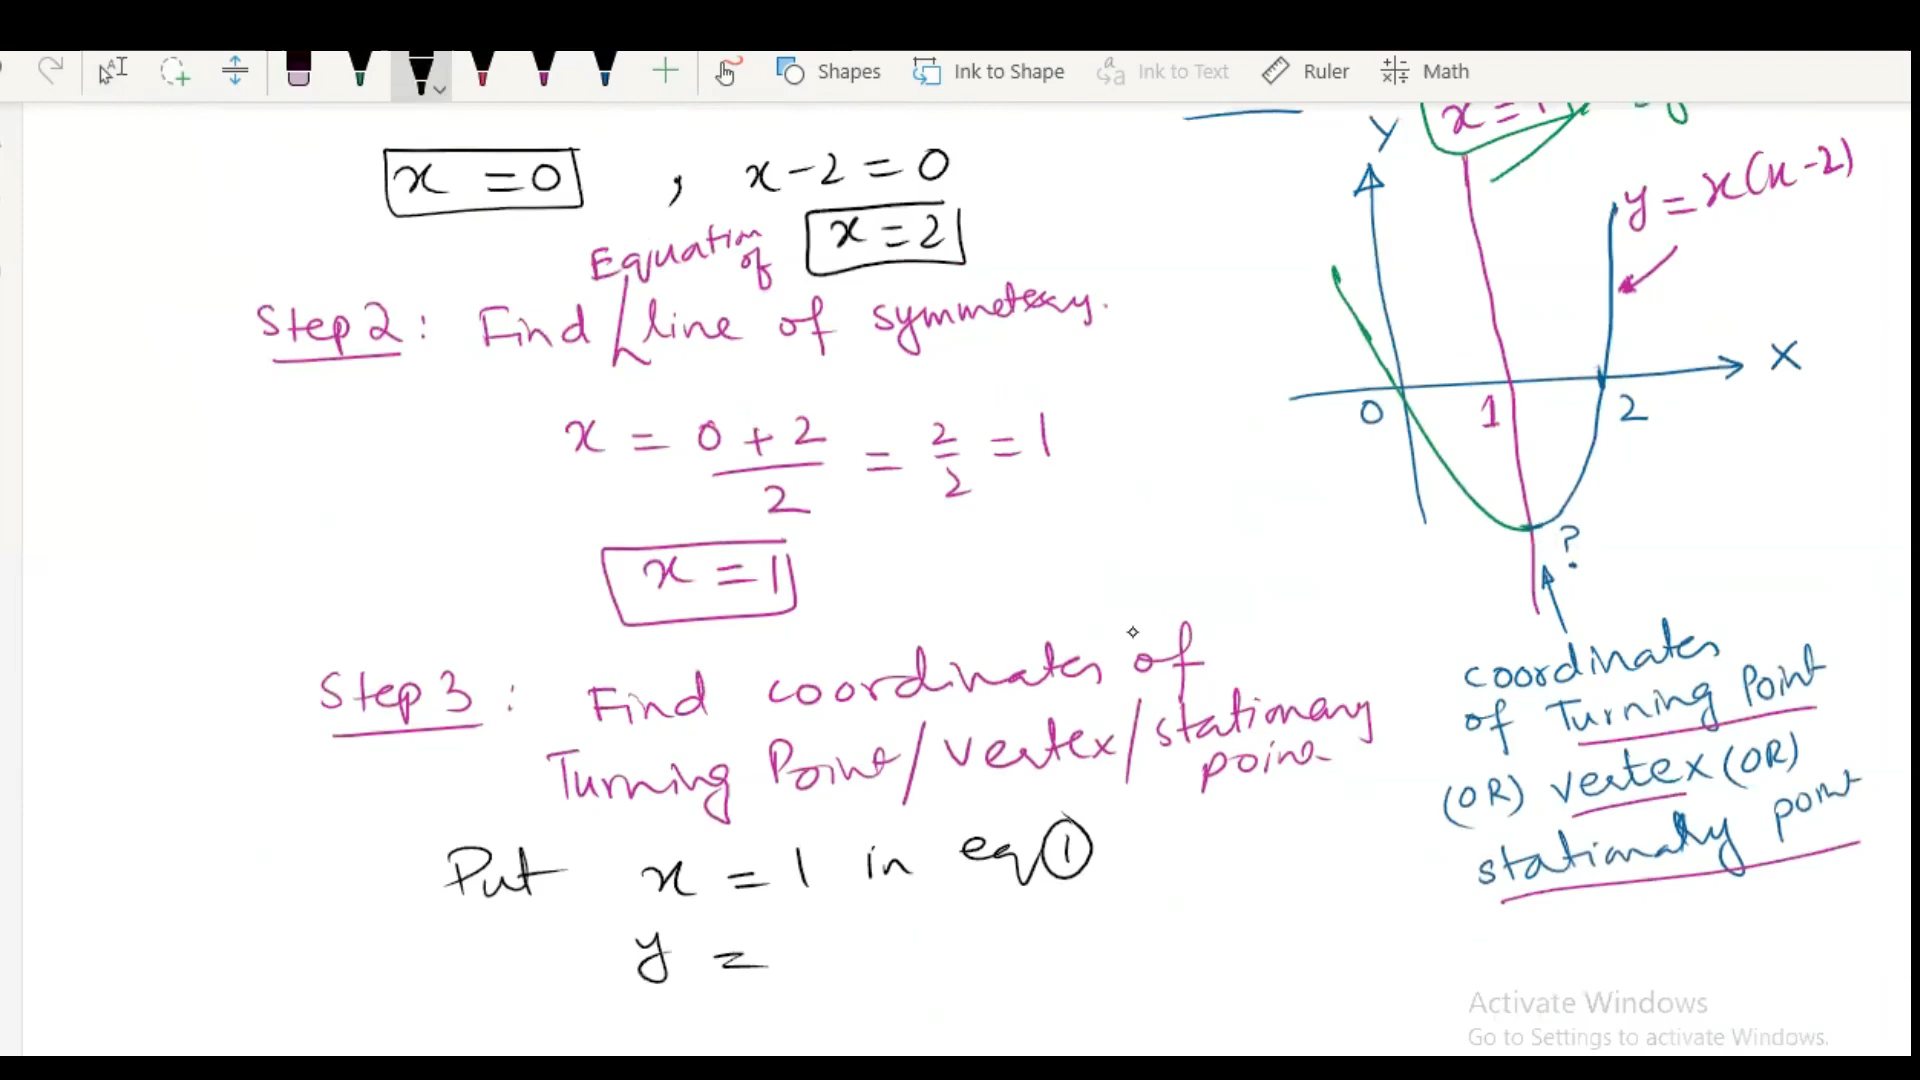 Shapes Ink to Shape Ink to Text Ruler Math
x = 0 , x - 2 = 0
x = 2
Equation of
Step 2 : Find line of symmetery.
x = 0 + 2 / 2 = 2 / 2 = 1
x = 1
Step 3 : Find coordinates of
Turning Point / vertex / stationary
point
Put x = 1 in eq ①
y =
x = 1
Y
y = x(x-2)
X
0 1 2
?
coordinates
of Turning Point
(OR) vertex (OR)
stationary point
Activate Windows
Go to Settings to activate Windows.